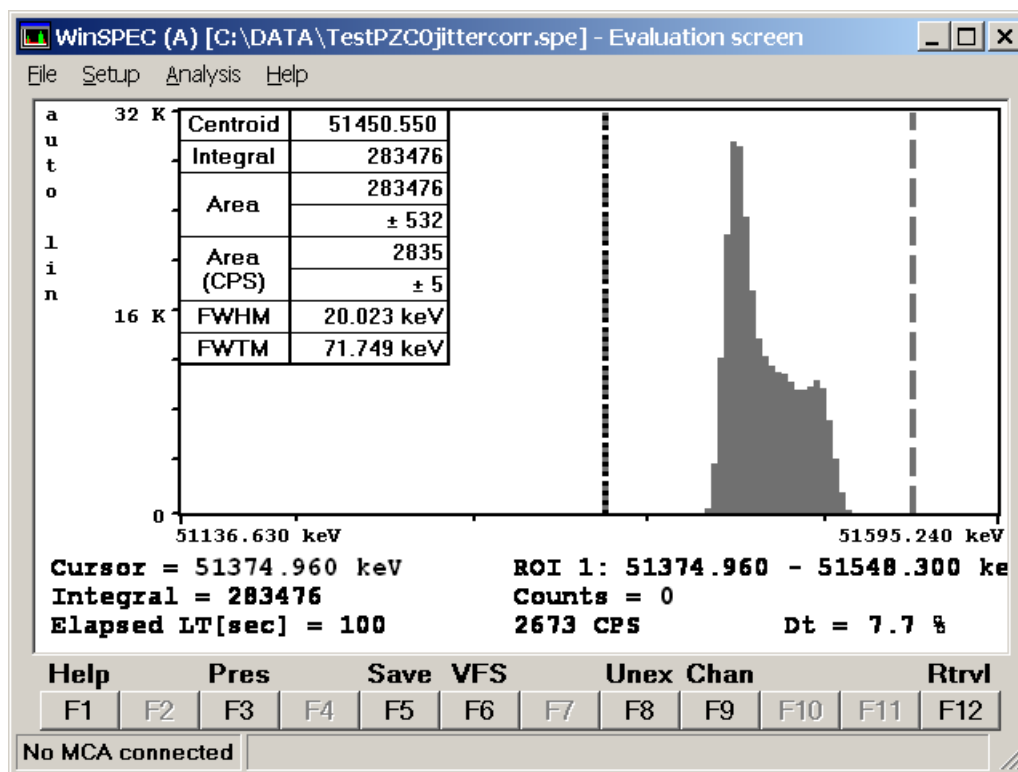 WinSPEC (A) [C:\DATA\TestPZC0jittercorr.spe] - Evaluation screen
File Setup Analysis Help
auto lin
32 K
16 K
0
Centroid 51450.550
Integral 283476
Area 283476
± 532
Area (CPS) 2835
± 5
FWHM 20.023 keV
FWTM 71.749 keV
51136.630 keV 51595.240 keV
Cursor = 51374.960 keV ROI 1: 51374.960 - 51548.300 ke
Integral = 283476 Counts = 0
Elapsed LT[sec] = 100 2673 CPS Dt = 7.7 %
Help Pres Save VFS Unex Chan Rtrvl
F1 F2 F3 F4 F5 F6 F7 F8 F9 F10 F11 F12
No MCA connected